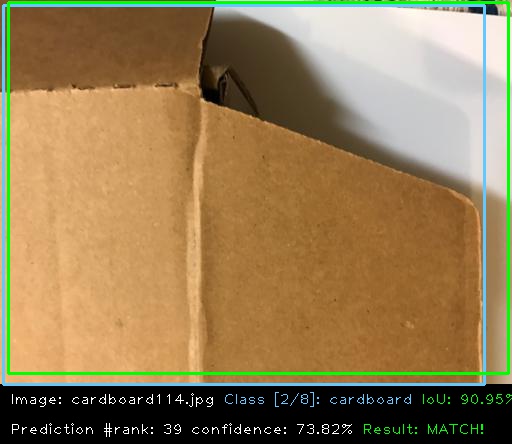 Image: cardboard114.jpg Class [2/8]: cardboard IoU: 90.95%
Prediction #rank: 39 confidence: 73.82% Result: MATCH!